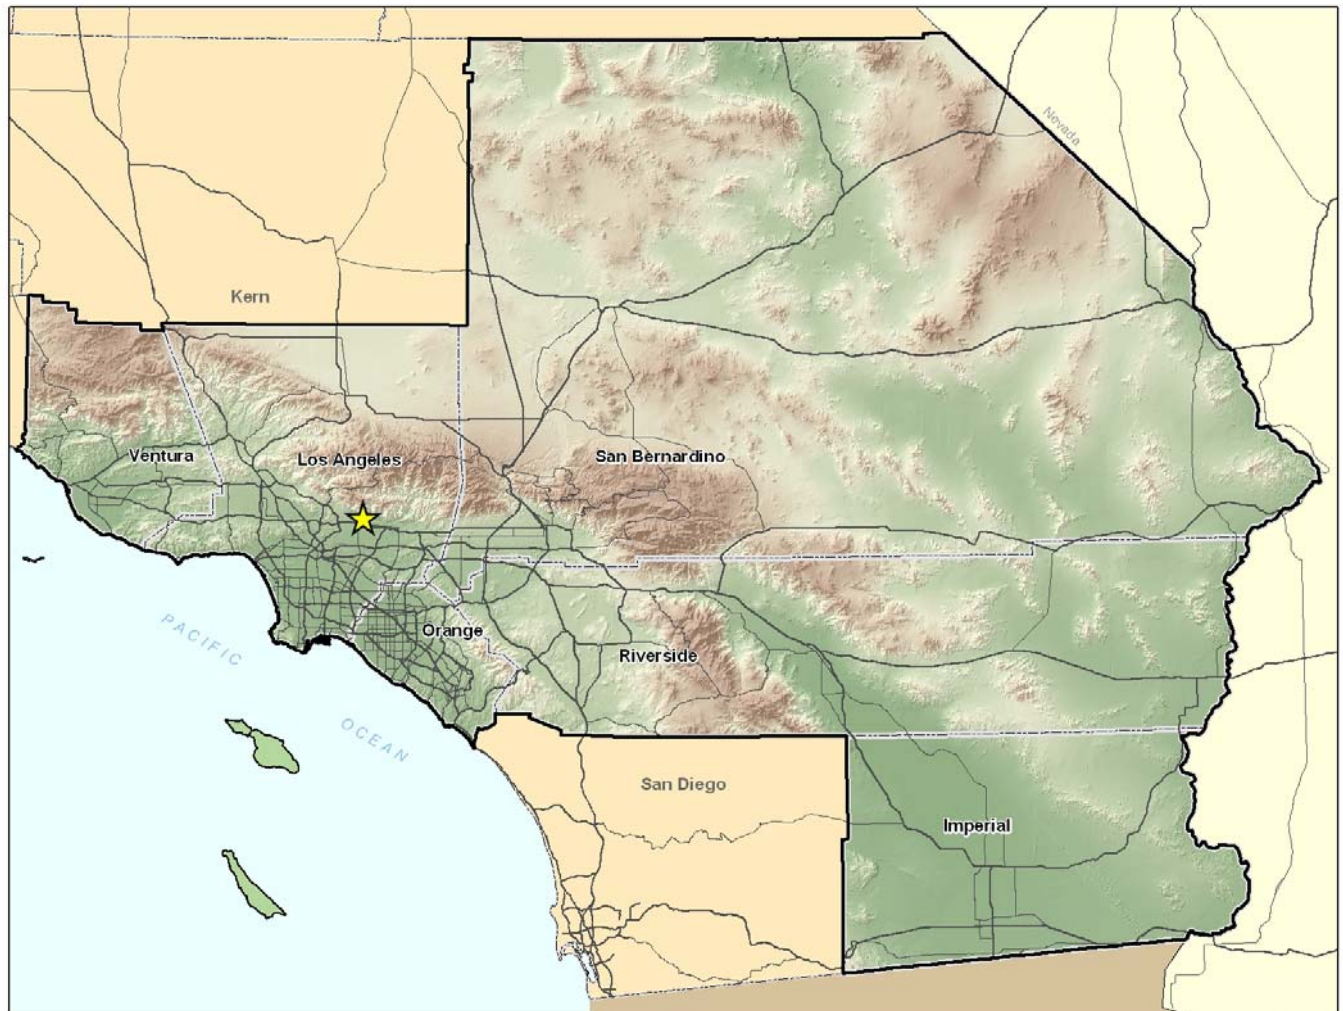 Nevada
Kern
Ventura
Los Angeles
San Bernardino
PACIFIC
OCEAN
Orange
Riverside
San Diego
Imperial